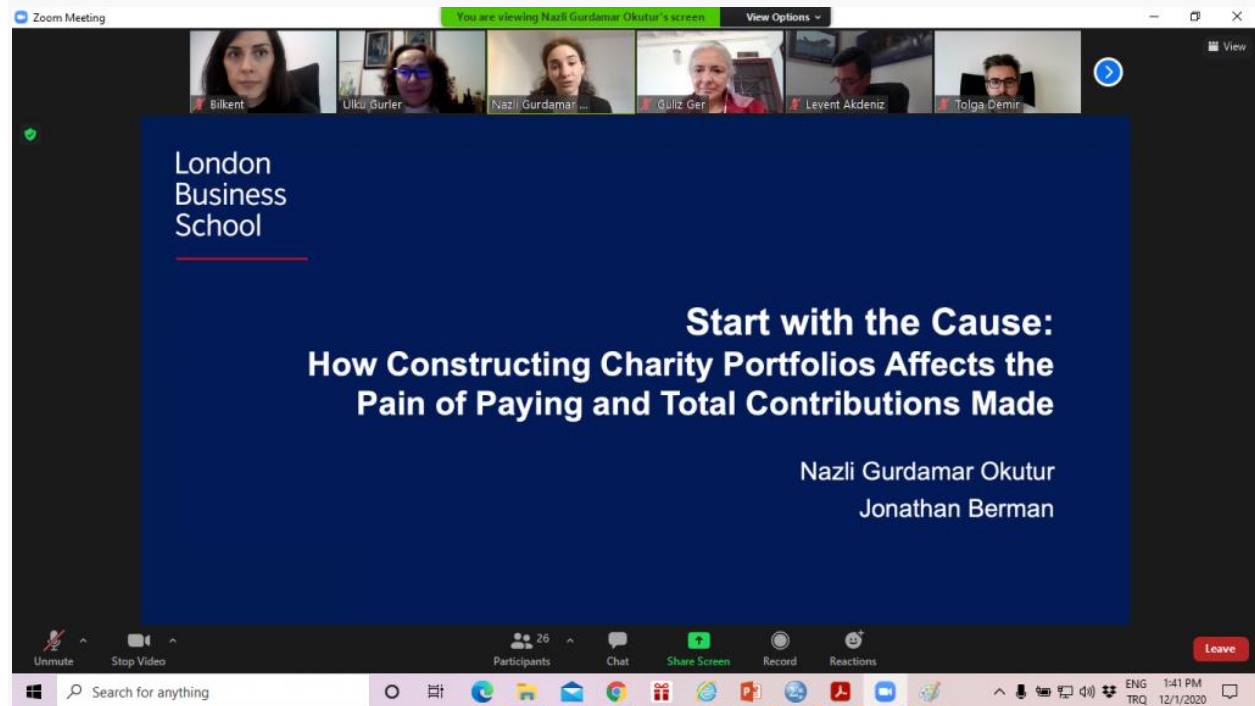 Zoom Meeting
You are viewing Nazli Gurdamar Okutur's screen
View Options
View
Bilkent
Ulku Gurler
Nazli Gurdamar ...
Guliz Ger
Levent Akdeniz
Tolga Demir
London
Business
School
Start with the Cause:
How Constructing Charity Portfolios Affects the
Pain of Paying and Total Contributions Made
Nazli Gurdamar Okutur
Jonathan Berman
Unmute
Stop Video
Participants
26
Chat
Share Screen
Record
Reactions
Leave
Search for anything
ENG
TRQ
1:41 PM
12/1/2020